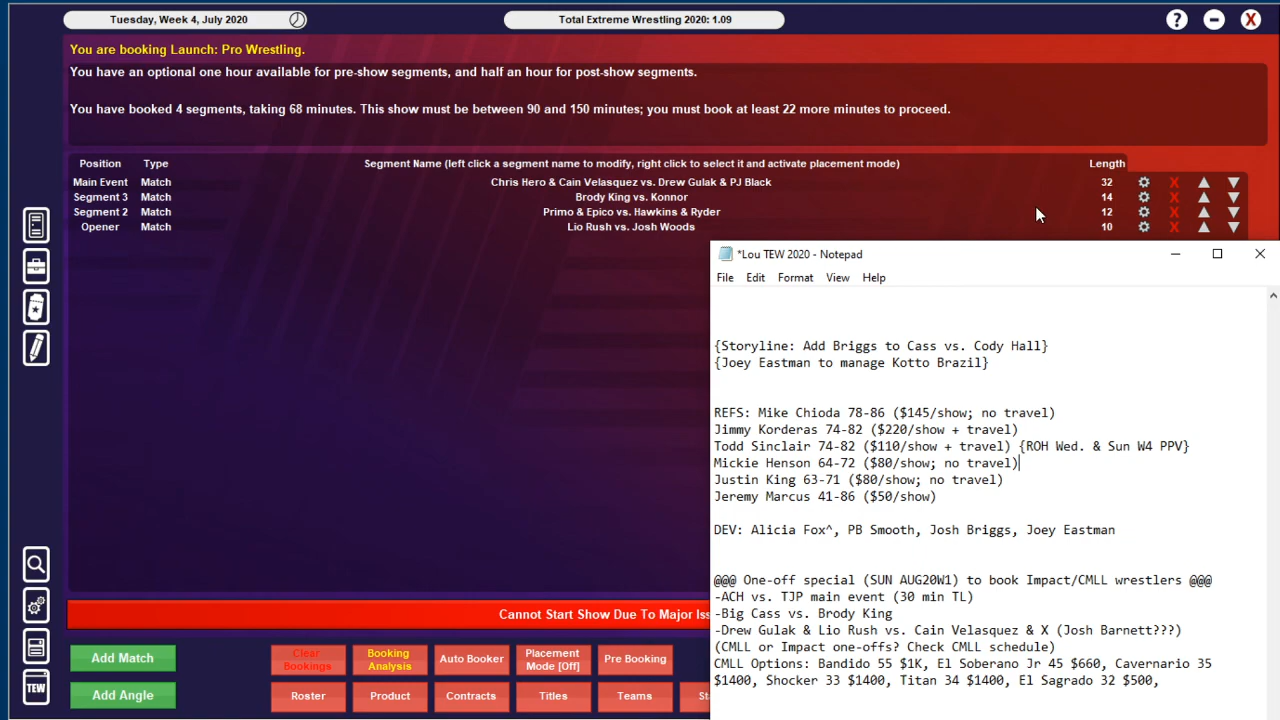 Tuesday, Week 4, July 2020
Total Extreme Wrestling 2020: 1.09
?
X
You are booking Launch: Pro Wrestling.
You have an optional one hour available for pre-show segments, and half an hour for post-show segments.
You have booked 4 segments, taking 68 minutes. This show must be between 90 and 150 minutes; you must book at least 22 more minutes to proceed.
Position Type Segment Name (left click a segment name to modify, right click to select it and activate placement mode) Length
Main Event Match Chris Hero & Cain Velasquez vs. Drew Gulak & PJ Black 32 X
Segment 3 Match Brody King vs. Konnor 14 X
Segment 2 Match Primo & Epico vs. Hawkins & Ryder 12 X
Opener Match Lio Rush vs. Josh Woods 10 X
*Lou TEW 2020 - Notepad
File Edit Format View Help
{Storyline: Add Briggs to Cass vs. Cody Hall}
{Joey Eastman to manage Kotto Brazil}
REFS: Mike Chioda 78-86 ($145/show; no travel)
Jimmy Korderas 74-82 ($220/show + travel)
Todd Sinclair 74-82 ($110/show + travel) {ROH Wed. & Sun W4 PPV}
Mickie Henson 64-72 ($80/show; no travel)
Justin King 63-71 ($80/show; no travel)
Jeremy Marcus 41-86 ($50/show)
DEV: Alicia Fox^, PB Smooth, Josh Briggs, Joey Eastman
@@@ One-off special (SUN AUG20W1) to book Impact/CMLL wrestlers @@@
-ACH vs. TJP main event (30 min TL)
-Big Cass vs. Brody King
-Drew Gulak & Lio Rush vs. Cain Velasquez & X (Josh Barnett???)
(CMLL or Impact one-offs? Check CMLL schedule)
CMLL Options: Bandido 55 $1K, El Soberano Jr 45 $660, Cavernario 35
$1400, Shocker 33 $1400, Titan 34 $1400, El Sagrado 32 $500,
Cannot Start Show Due To Major Iss
Add Match
Clear Bookings
Booking Analysis
Auto Booker
Placement Mode [Off]
Pre Booking
Add Angle
Roster
Product
Contracts
Titles
Teams
TEW